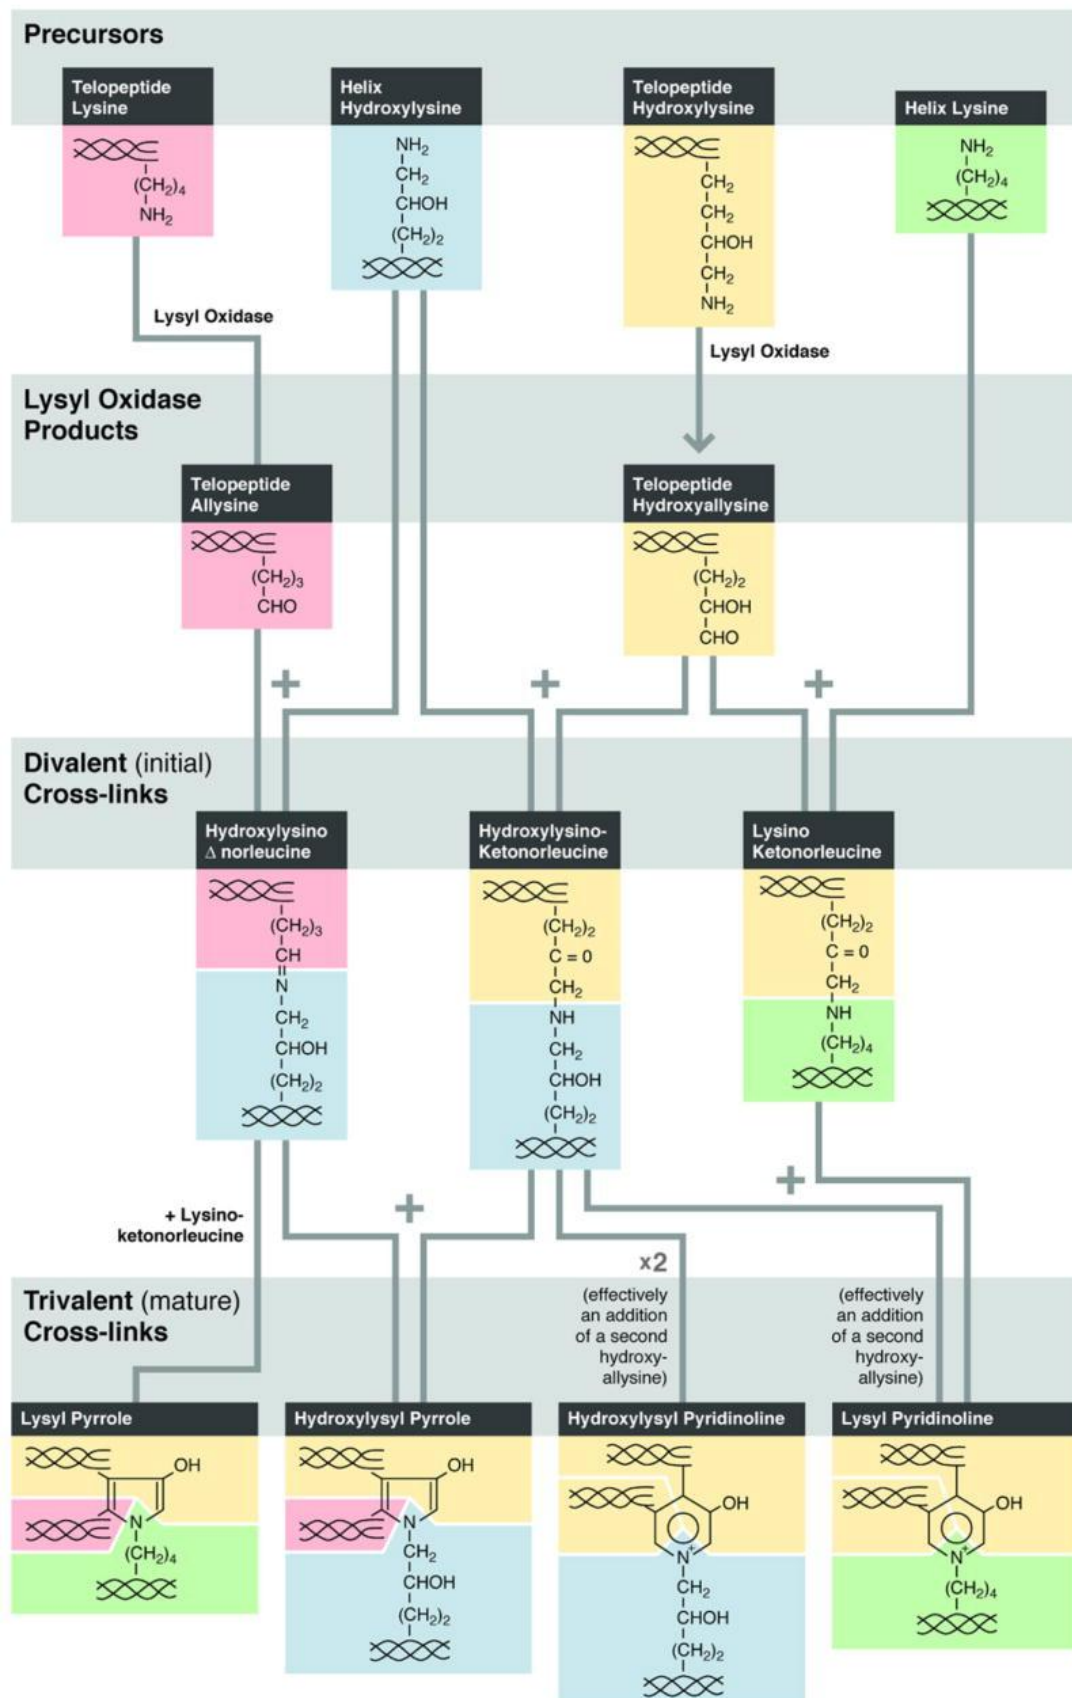 Precursors
Telopeptide
Lysine
Helix
Hydroxylysine
Telopeptide
Hydroxylysine
Helix Lysine
(CH₂)₄
NH₂
NH₂
CH₂
CHOH
(CH₂)₂
CH₂
CH₂
CHOH
CH₂
NH₂
NH₂
(CH₂)₄
Lysyl Oxidase
Lysyl Oxidase
Lysyl Oxidase
Products
Telopeptide
Allysine
Telopeptide
Hydroxyallysine
(CH₂)₃
CHO
(CH₂)₂
CHOH
CHO
+
+
+
Divalent (initial)
Cross-links
Hydroxylysino
Δ norleucine
Hydroxylysino-
Ketonorleucine
Lysino
Ketonorleucine
(CH₂)₃
CH
N
CH₂
CHOH
(CH₂)₂
(CH₂)₂
C = 0
CH₂
NH
CH₂
CHOH
(CH₂)₂
(CH₂)₂
C = 0
CH₂
NH
(CH₂)₄
+ Lysino-
ketonorleucine
+
+
x2
(effectively
an addition
of a second
hydroxy-
allysine)
(effectively
an addition
of a second
hydroxy-
allysine)
Trivalent (mature)
Cross-links
Lysyl Pyrrole
Hydroxylysyl Pyrrole
Hydroxylysyl Pyridinoline
Lysyl Pyridinoline
OH
N
(CH₂)₄
OH
N
CH₂
CHOH
(CH₂)₂
OH
N⁺
CH₂
CHOH
(CH₂)₂
OH
N⁺
(CH₂)₄